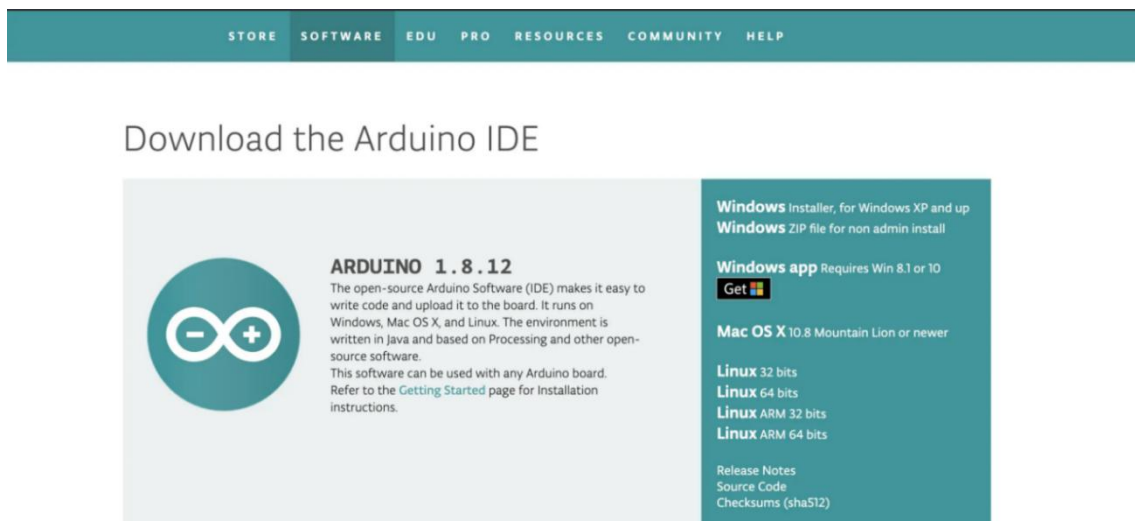 STORE SOFTWARE EDU PRO RESOURCES COMMUNITY HELP
Download the Arduino IDE
ARDUINO 1.8.12
The open-source Arduino Software (IDE) makes it easy to
write code and upload it to the board. It runs on
Windows, Mac OS X, and Linux. The environment is
written in Java and based on Processing and other open-
source software.
This software can be used with any Arduino board.
Refer to the Getting Started page for Installation
instructions.
Windows Installer, for Windows XP and up
Windows ZIP file for non admin install
Windows app Requires Win 8.1 or 10
Get
Mac OS X 10.8 Mountain Lion or newer
Linux 32 bits
Linux 64 bits
Linux ARM 32 bits
Linux ARM 64 bits
Release Notes
Source Code
Checksums (sha512)